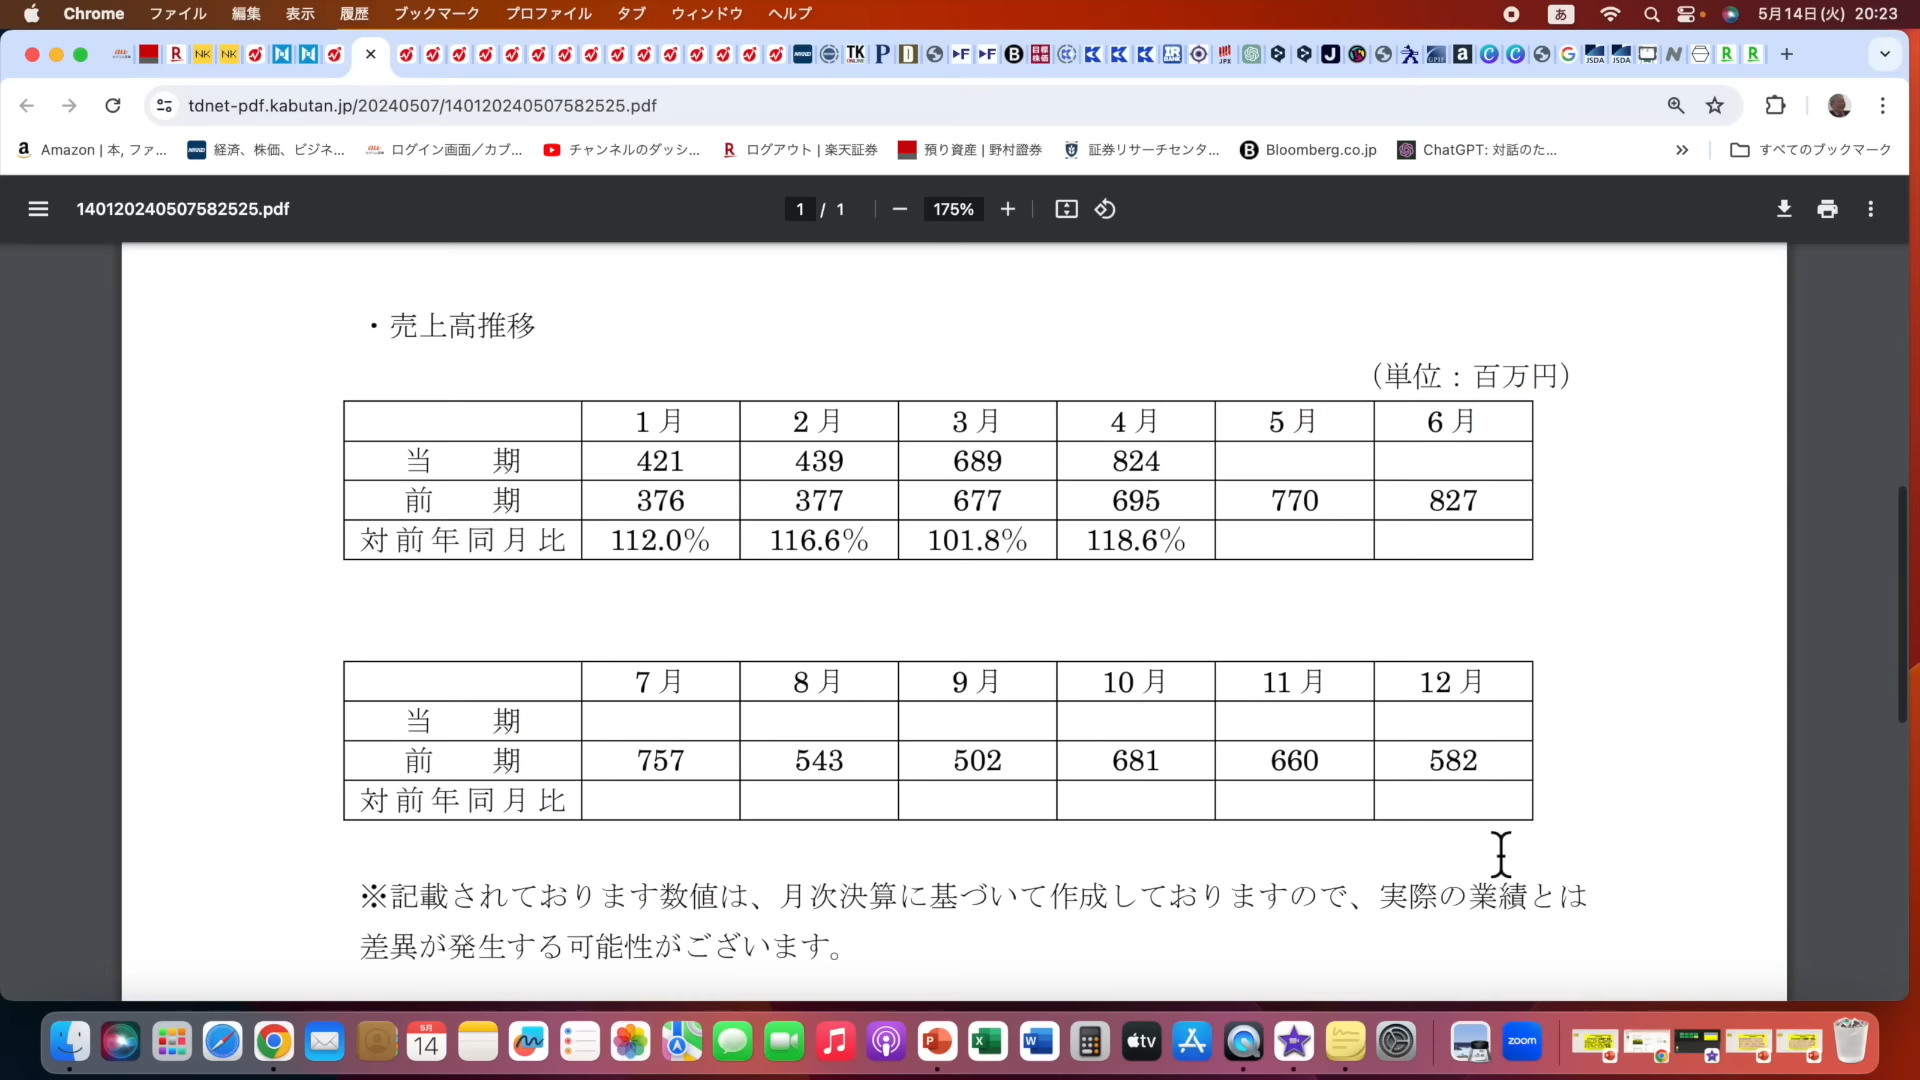 Chrome ファイル 編集 表示 履歴 ブックマーク プロファイル タブ ウィンドウ ヘルプ あ 5月14日(火) 20:23
tdnet-pdf.kabutan.jp/20240507/140120240507582525.pdf
Amazon | 本, ファ... 経済、株価、ビジネ... ログイン画面／カブ... チャンネルのダッシ... ログアウト | 楽天証券 預り資産 | 野村證券 証券リサーチセンタ... Bloomberg.co.jp ChatGPT: 対話のた... » すべてのブックマーク
140120240507582525.pdf 1 / 1 175%
・売上高推移
（単位：百万円）
1月 2月 3月 4月 5月 6月
当期 421 439 689 824
前期 376 377 677 695 770 827
対前年同月比 112.0% 116.6% 101.8% 118.6%
7月 8月 9月 10月 11月 12月
当期
前期 757 543 502 681 660 582
対前年同月比
※記載されております数値は、月次決算に基づいて作成しておりますので、実際の業績とは
差異が発生する可能性がございます。
5月
14
tv
zoom